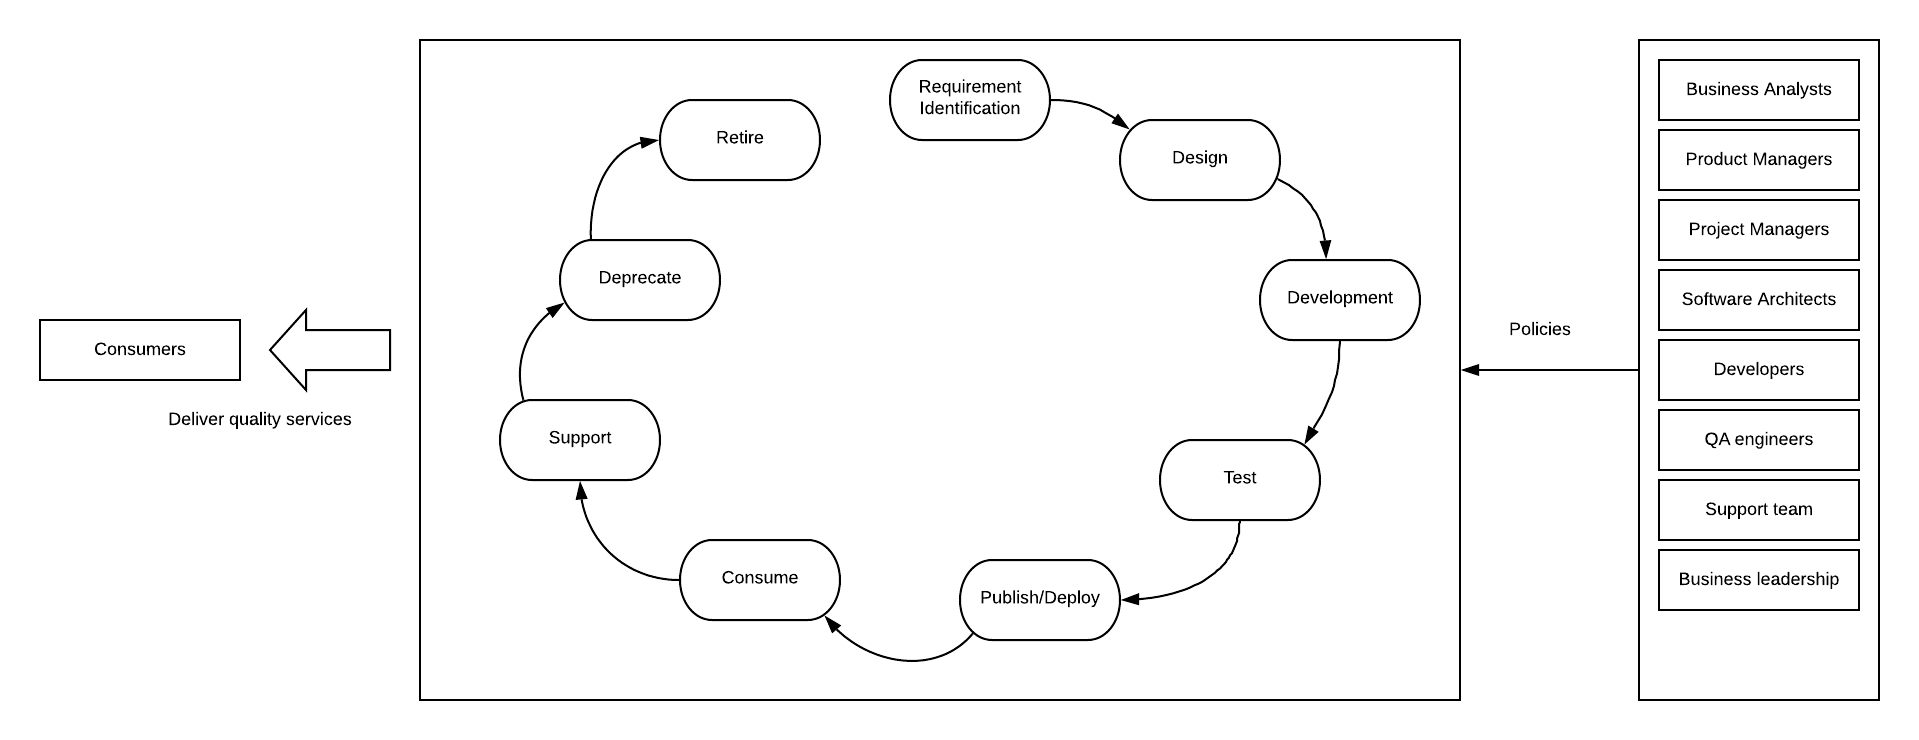 Requirement
Identification
Design
Development
Test
Publish/Deploy
Consume
Support
Deprecate
Retire
Consumers
Deliver quality services
Policies
Business Analysts
Product Managers
Project Managers
Software Architects
Developers
QA engineers
Support team
Business leadership